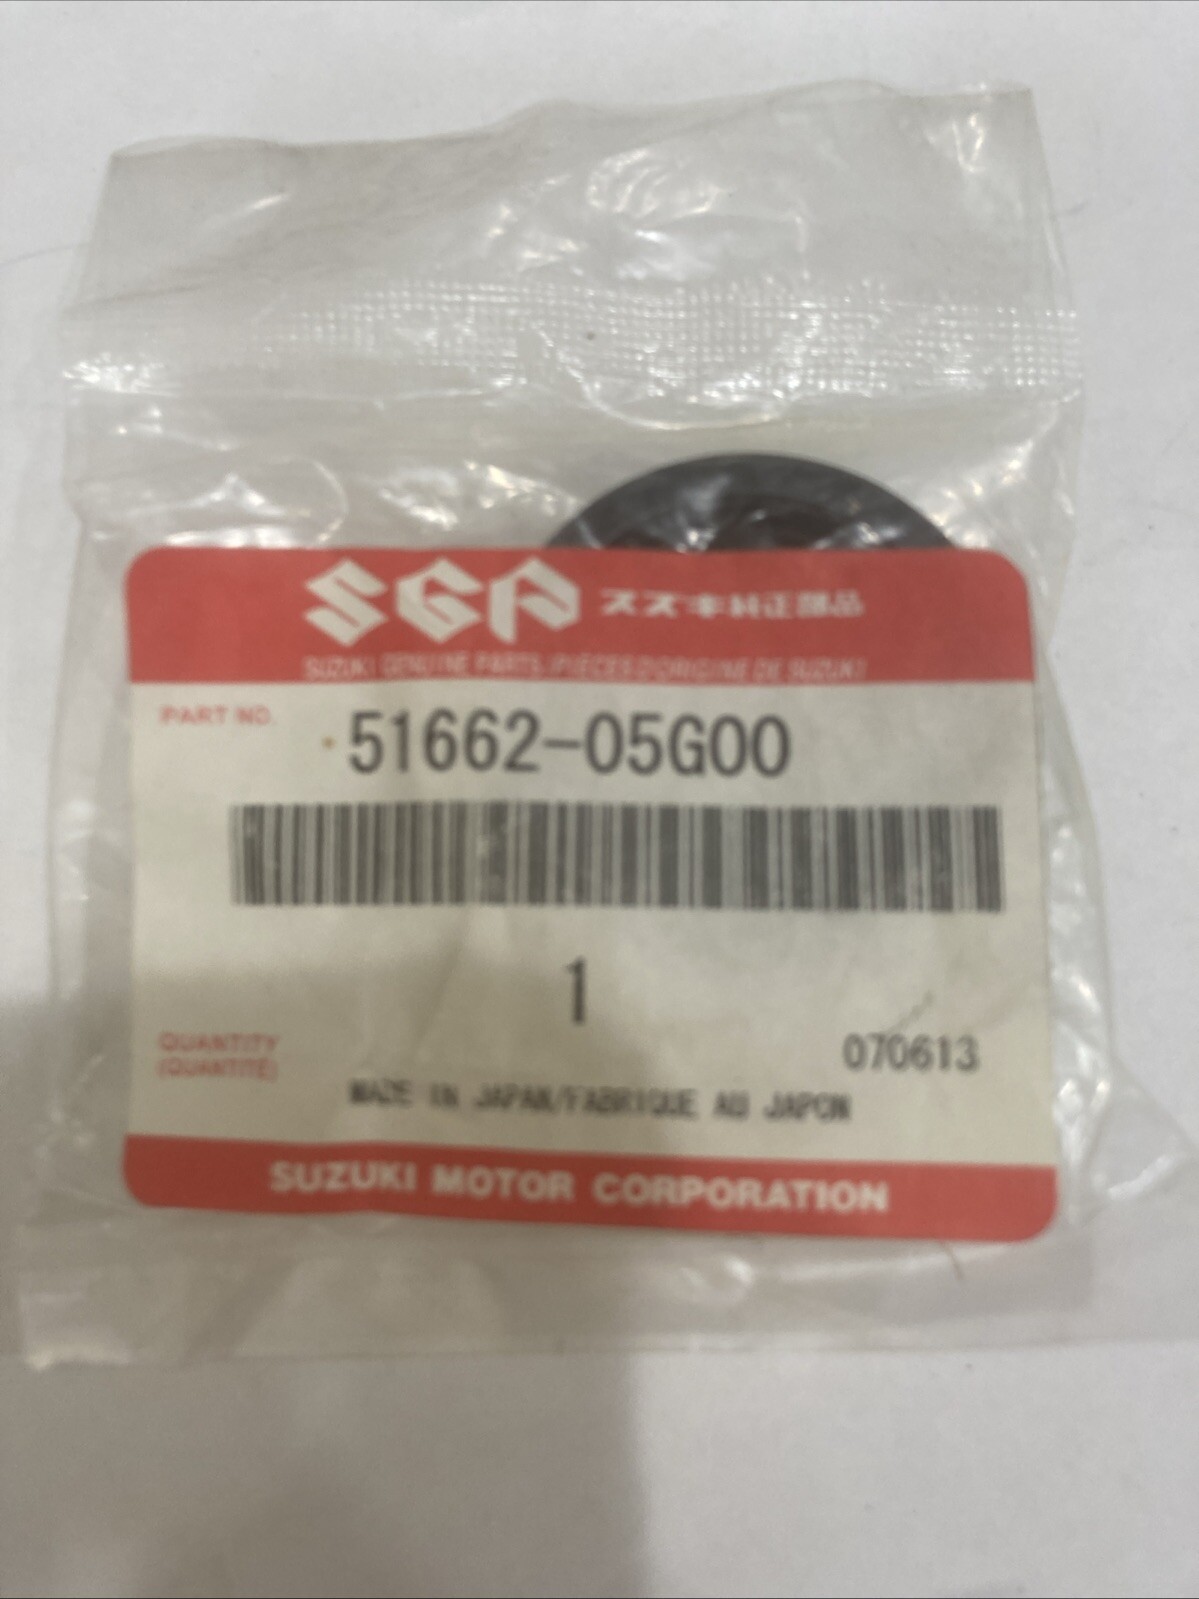 SGP スズキ純正部品
SUZUKI GENUINE PARTS/PIÈCES D'ORIGINE DE SUZUKI
PART NO. 51662-05G00
1
QUANTITY
(QUANTITÉ)
070613
MADE IN JAPAN/FABRIQUE AU JAPON
SUZUKI MOTOR CORPORATION